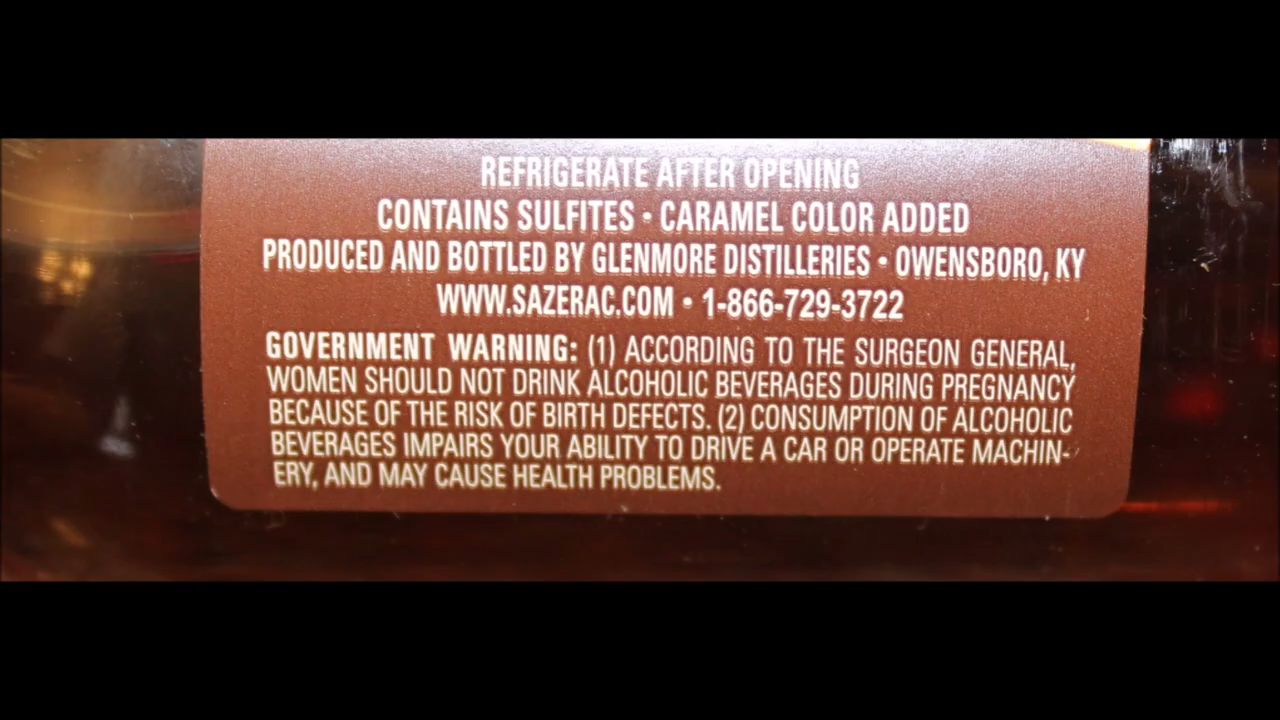 REFRIGERATE AFTER OPENING
CONTAINS SULFITES • CARAMEL COLOR ADDED
PRODUCED AND BOTTLED BY GLENMORE DISTILLERIES • OWENSBORO, KY
WWW.SAZERAC.COM • 1-866-729-3722
GOVERNMENT WARNING: (1) ACCORDING TO THE SURGEON GENERAL,
WOMEN SHOULD NOT DRINK ALCOHOLIC BEVERAGES DURING PREGNANCY
BECAUSE OF THE RISK OF BIRTH DEFECTS. (2) CONSUMPTION OF ALCOHOLIC
BEVERAGES IMPAIRS YOUR ABILITY TO DRIVE A CAR OR OPERATE MACHIN-
ERY, AND MAY CAUSE HEALTH PROBLEMS.